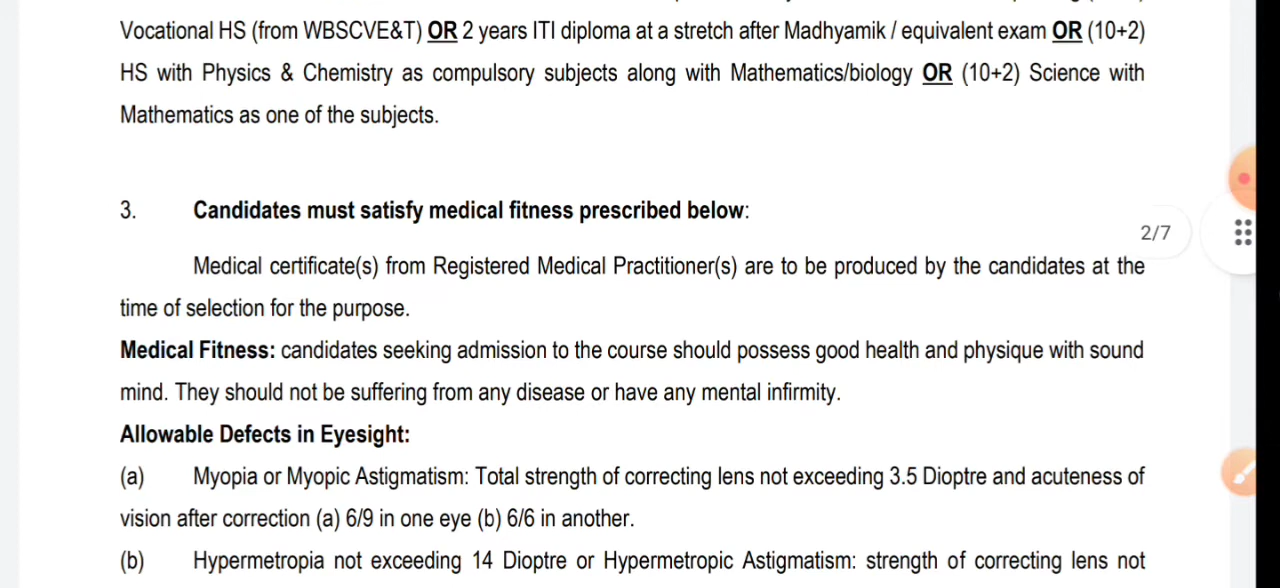 Vocational HS (from WBSCVE&T) OR 2 years ITI diploma at a stretch after Madhyamik / equivalent exam OR (10+2)
HS with Physics & Chemistry as compulsory subjects along with Mathematics/biology OR (10+2) Science with
Mathematics as one of the subjects.
3. Candidates must satisfy medical fitness prescribed below:
2/7
Medical certificate(s) from Registered Medical Practitioner(s) are to be produced by the candidates at the
time of selection for the purpose.
Medical Fitness: candidates seeking admission to the course should possess good health and physique with sound
mind. They should not be suffering from any disease or have any mental infirmity.
Allowable Defects in Eyesight:
(a) Myopia or Myopic Astigmatism: Total strength of correcting lens not exceeding 3.5 Dioptre and acuteness of
vision after correction (a) 6/9 in one eye (b) 6/6 in another.
(b) Hypermetropia not exceeding 14 Dioptre or Hypermetropic Astigmatism: strength of correcting lens not